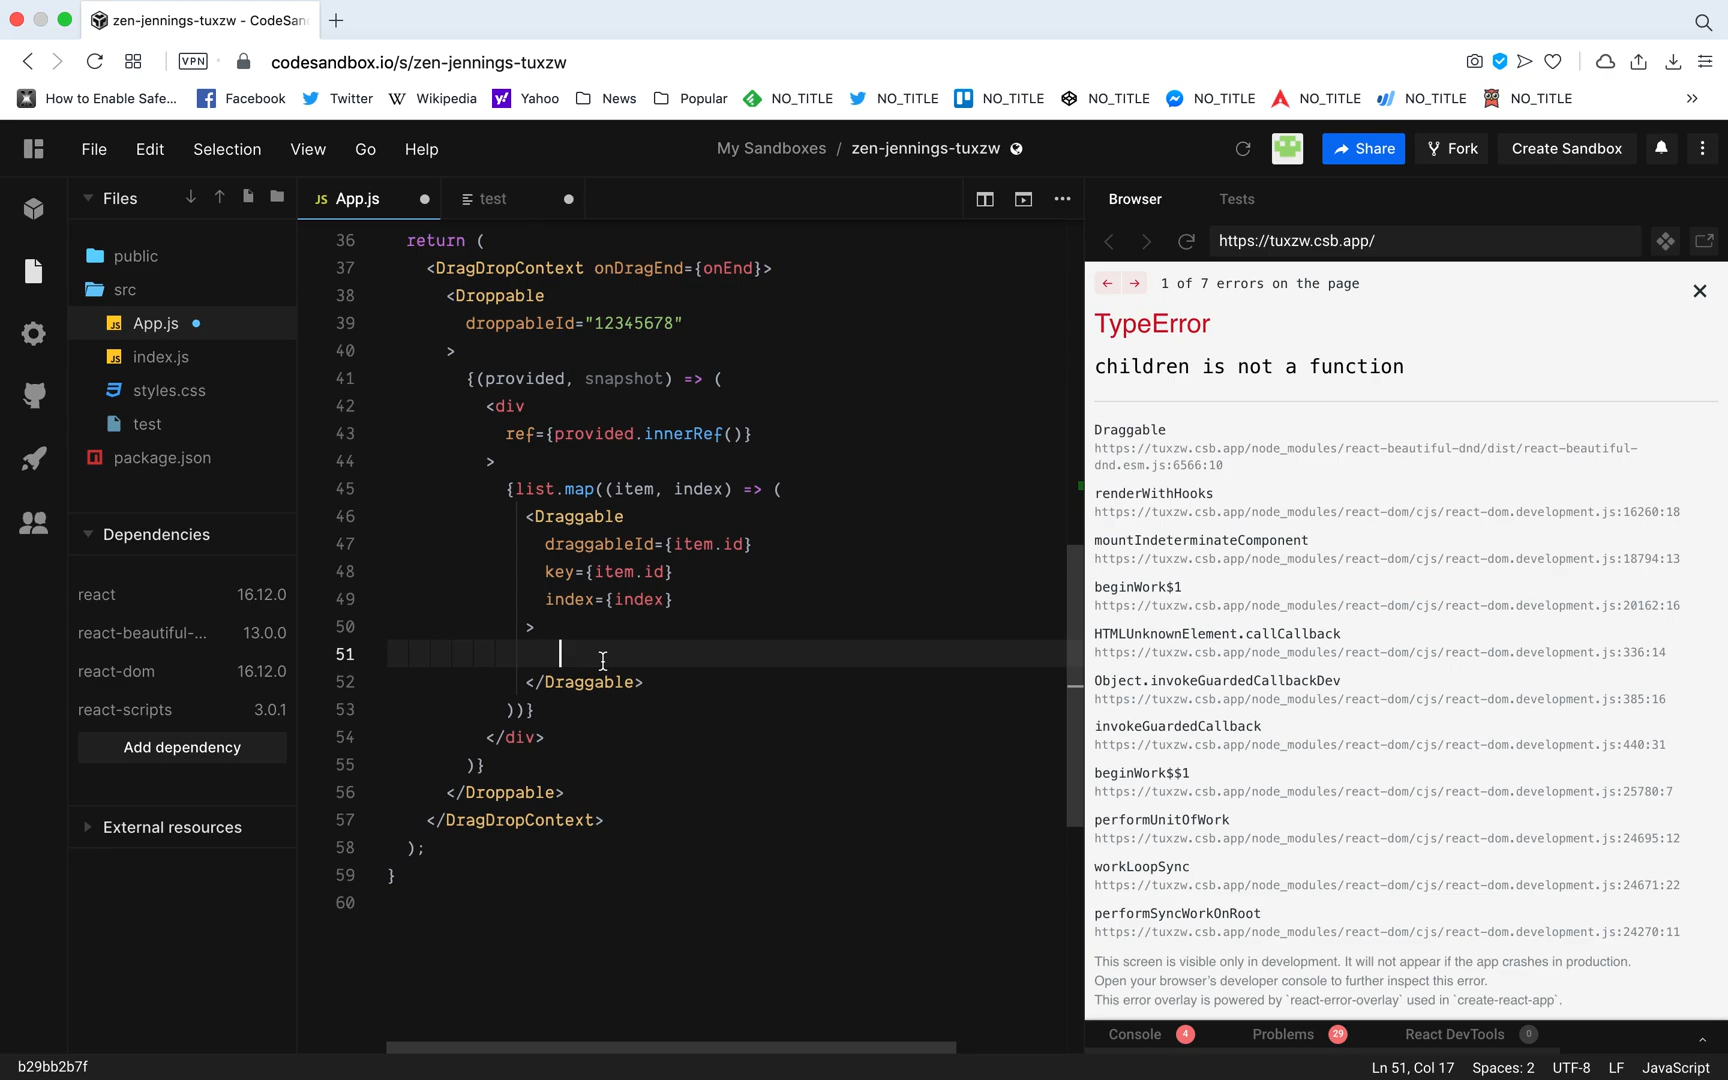 zen-jennings-tuxzw - CodeSan
VPN
codesandbox.io/s/zen-jennings-tuxzw
How to Enable Safe... Facebook Twitter Wikipedia Yahoo News Popular NO_TITLE NO_TITLE NO_TITLE NO_TITLE NO_TITLE NO_TITLE NO_TITLE NO_TITLE
File Edit Selection View Go Help
My Sandboxes / zen-jennings-tuxzw
Share Fork Create Sandbox
Files
public
src
App.js
index.js
styles.css
test
package.json
Dependencies
react 16.12.0
react-beautiful-... 13.0.0
react-dom 16.12.0
react-scripts 3.0.1
Add dependency
External resources
JS App.js test
36 return (
37 <DragDropContext onDragEnd={onEnd}>
38 <Droppable
39 droppableId="12345678"
40 >
41 {(provided, snapshot) => (
42 <div
43 ref={provided.innerRef()}
44 >
45 {list.map((item, index) => (
46 <Draggable
47 draggableId={item.id}
48 key={item.id}
49 index={index}
50 >
51
52 </Draggable>
53 ))}
54 </div>
55 )}
56 </Droppable>
57 </DragDropContext>
58 );
59 }
60
Browser Tests
https://tuxzw.csb.app/
← → 1 of 7 errors on the page
TypeError
children is not a function
Draggable
https://tuxzw.csb.app/node_modules/react-beautiful-dnd/dist/react-beautiful-
dnd.esm.js:6566:10
renderWithHooks
https://tuxzw.csb.app/node_modules/react-dom/cjs/react-dom.development.js:16260:18
mountIndeterminateComponent
https://tuxzw.csb.app/node_modules/react-dom/cjs/react-dom.development.js:18794:13
beginWork$1
https://tuxzw.csb.app/node_modules/react-dom/cjs/react-dom.development.js:20162:16
HTMLUnknownElement.callCallback
https://tuxzw.csb.app/node_modules/react-dom/cjs/react-dom.development.js:336:14
Object.invokeGuardedCallbackDev
https://tuxzw.csb.app/node_modules/react-dom/cjs/react-dom.development.js:385:16
invokeGuardedCallback
https://tuxzw.csb.app/node_modules/react-dom/cjs/react-dom.development.js:440:31
beginWork$$1
https://tuxzw.csb.app/node_modules/react-dom/cjs/react-dom.development.js:25780:7
performUnitOfWork
https://tuxzw.csb.app/node_modules/react-dom/cjs/react-dom.development.js:24695:12
workLoopSync
https://tuxzw.csb.app/node_modules/react-dom/cjs/react-dom.development.js:24671:22
performSyncWorkOnRoot
https://tuxzw.csb.app/node_modules/react-dom/cjs/react-dom.development.js:24270:11
This screen is visible only in development. It will not appear if the app crashes in production.
Open your browser's developer console to further inspect this error.
This error overlay is powered by `react-error-overlay` used in `create-react-app`.
Console 4 Problems 29 React DevTools 0
b29bb2b7f
Ln 51, Col 17 Spaces: 2 UTF-8 LF JavaScript